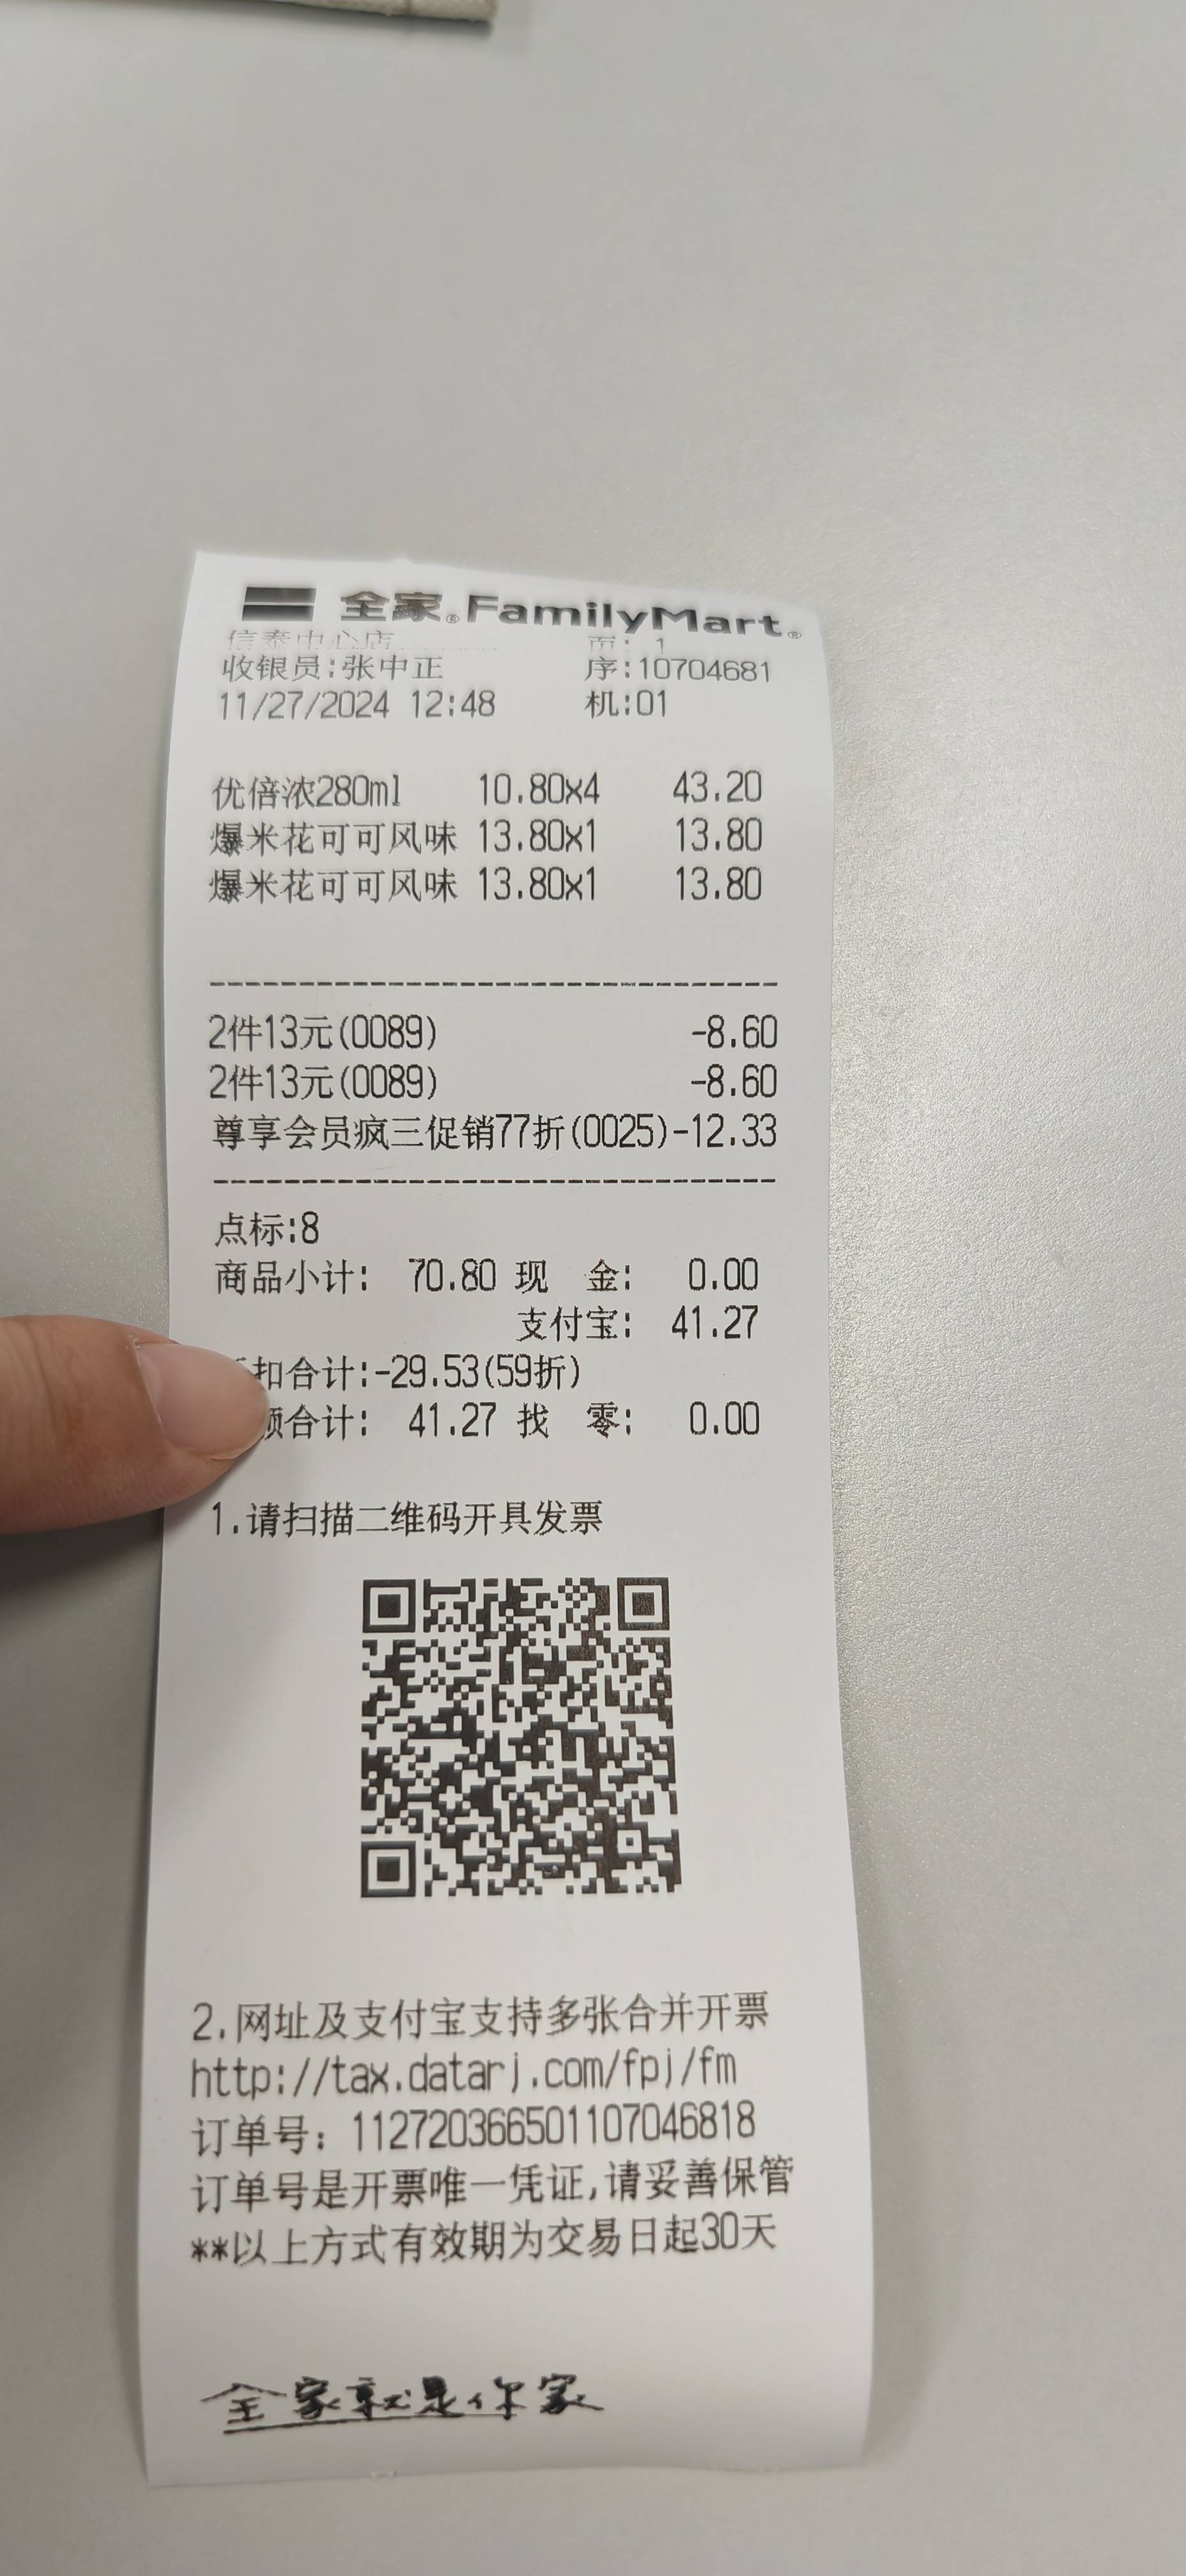 全家®FamilyMart®
信泰中心店 页: 1
收银员:张中正 序:10704681
11/27/2024 12:48 机:01
优倍浓280ml 10.80x4 43.20
爆米花可可风味 13.80x1 13.80
爆米花可可风味 13.80x1 13.80
--------------------------------
2件13元(0089) -8.60
2件13元(0089) -8.60
尊享会员疯三促销77折(0025)-12.33
--------------------------------
点标:8
商品小计: 70.80 现 金: 0.00
支付宝: 41.27
扣合计:-29.53(59折)
额合计: 41.27 找 零: 0.00
1.请扫描二维码开具发票
2.网址及支付宝支持多张合并开票
http://tax.datarj.com/fpj/fm
订单号: 112720366501107046818
订单号是开票唯一凭证,请妥善保管
**以上方式有效期为交易日起30天
全家就是你家